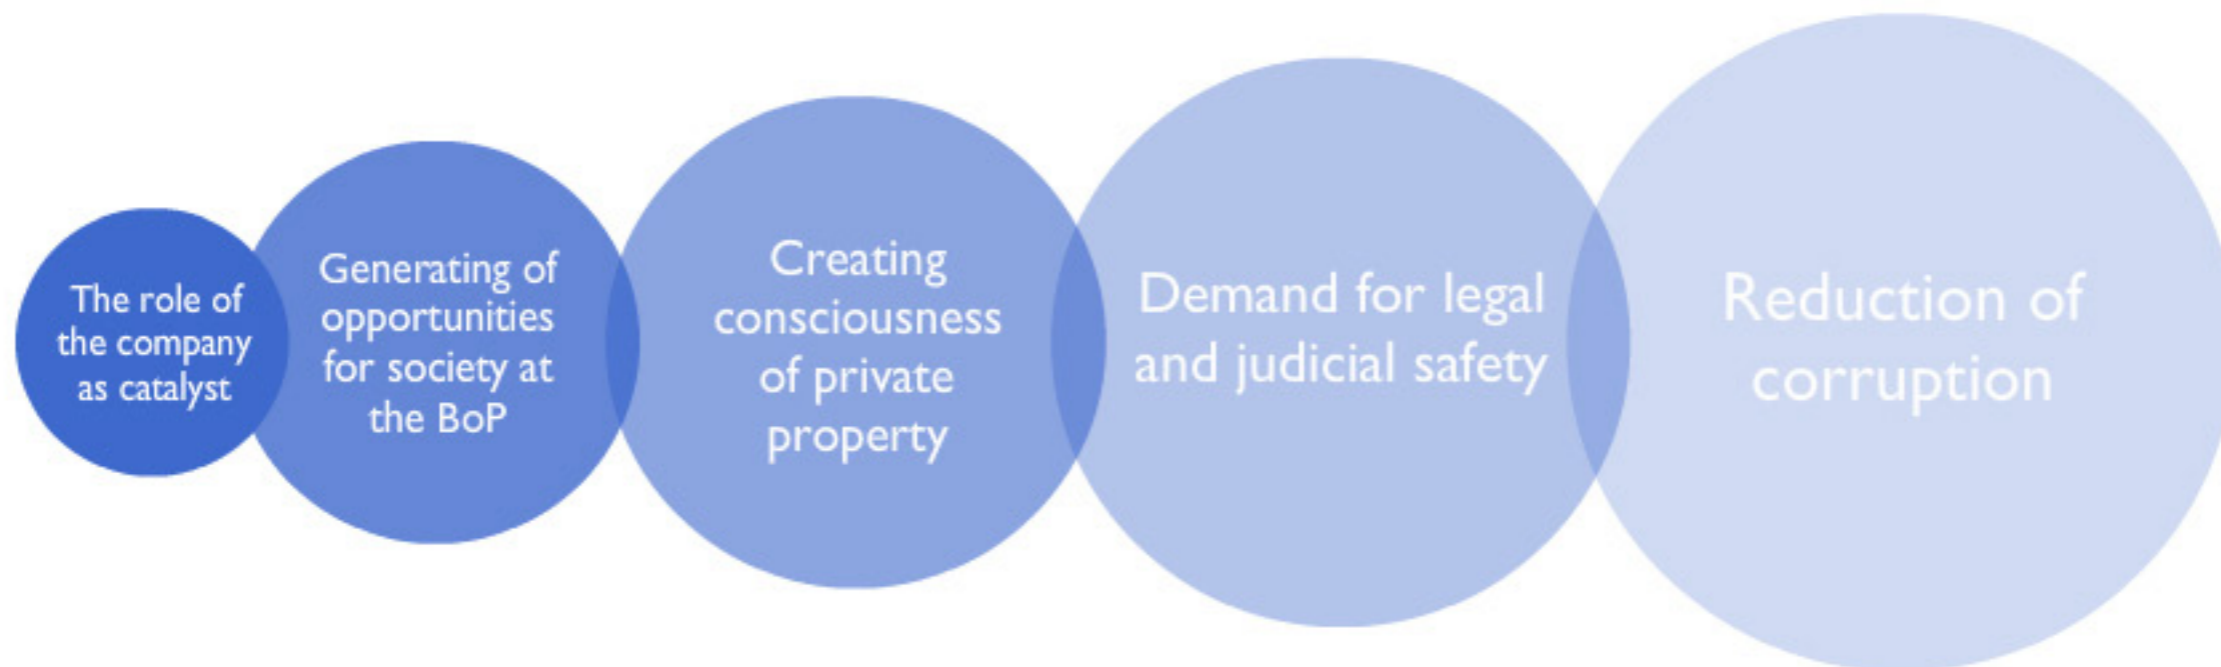 The role of
the company
as catalyst
Generating of
opportunities
for society at
the BoP
Creating
consciousness
of private
property
Demand for legal
and judicial safety
Reduction of
corruption